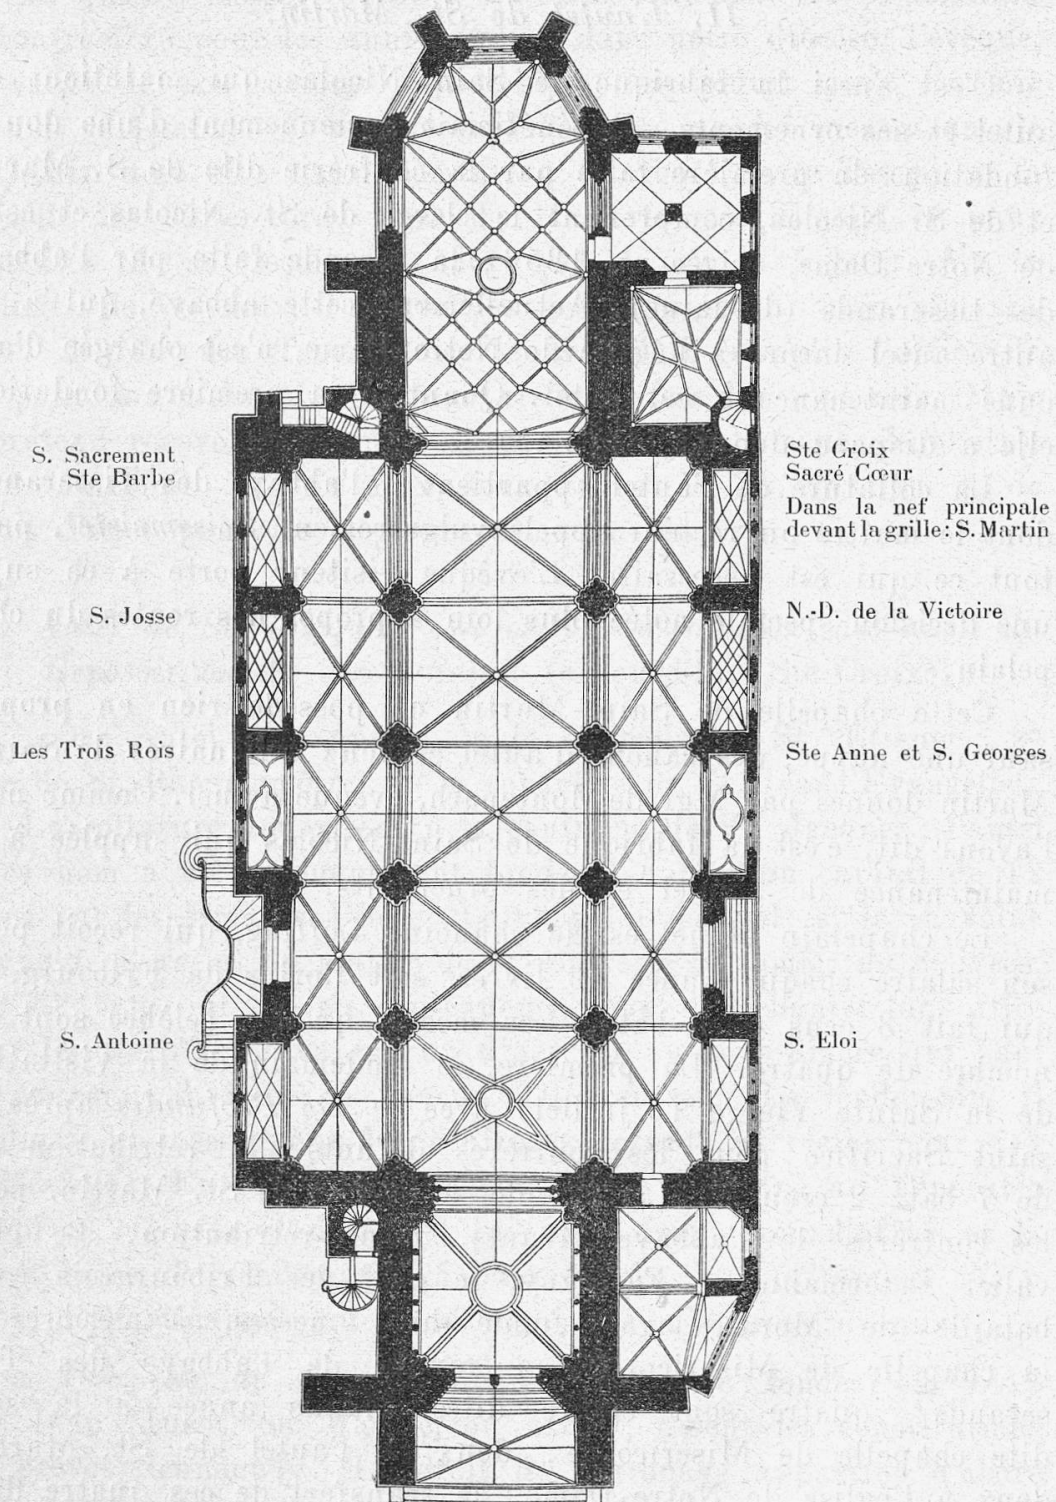 S. Sacrement
Ste Barbe
S. Josse
Les Trois Rois
S. Antoine
Ste Croix
Sacré Cœur
Dans la nef principale
devant la grille: S. Martin
N.-D. de la Victoire
Ste Anne et S. Georges
S. Eloi